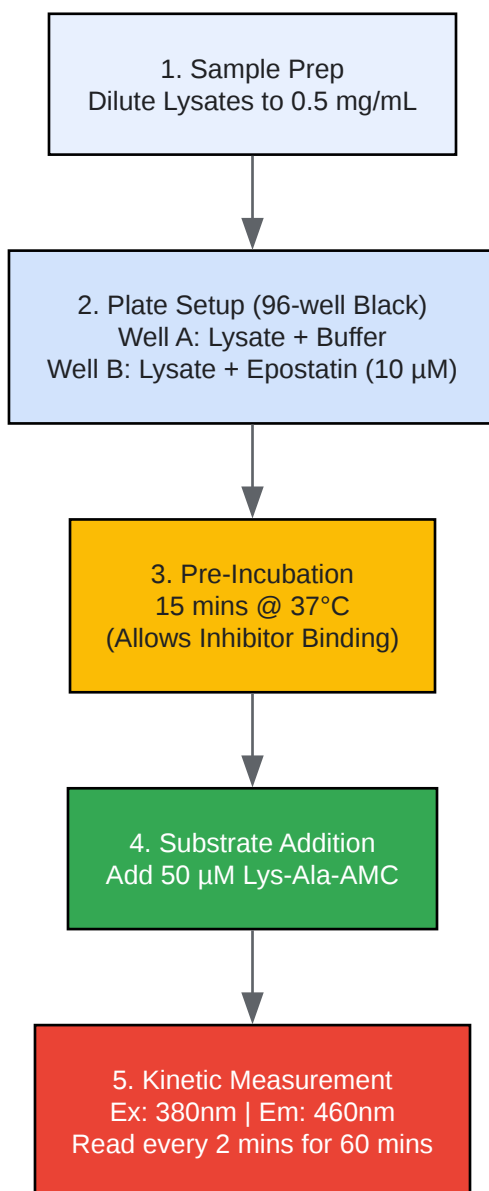 1. Sample Prep
Dilute Lysates to 0.5 mg/mL
2. Plate Setup (96-well Black)
Well A: Lysate + Buffer
Well B: Lysate + Epostatin (10 µM)
3. Pre-Incubation
15 mins @ 37°C
(Allows Inhibitor Binding)
4. Substrate Addition
Add 50 µM Lys-Ala-AMC
5. Kinetic Measurement
Ex: 380nm | Em: 460nm
Read every 2 mins for 60 mins